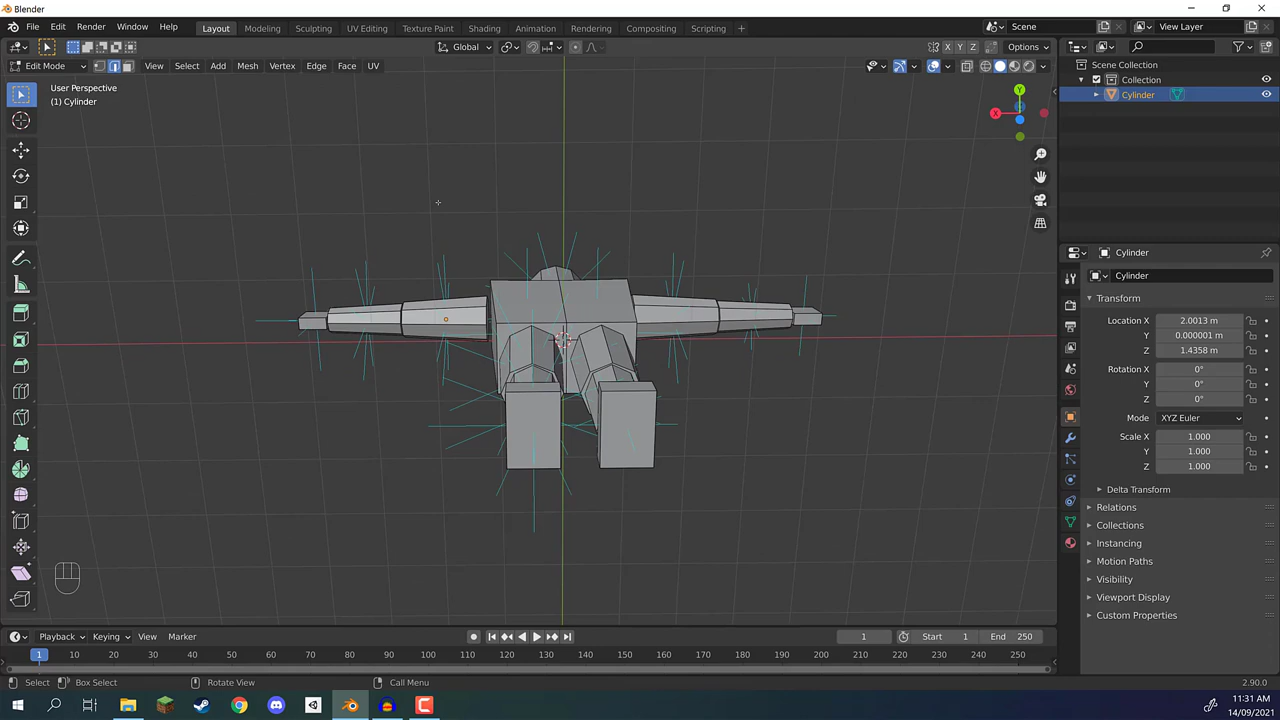 Blender
File Edit Render Window Help Layout Modeling Sculpting UV Editing Texture Paint Shading Animation Rendering Compositing Scripting + Scene View Layer
Global X Y Z Options
Edit Mode View Select Add Mesh Vertex Edge Face UV
User Perspective
(1) Cylinder
Y
X
Scene Collection
Collection
Cylinder
Cylinder
Cylinder
Transform
Location X 2.0013 m
Y 0.000001 m
Z 1.4358 m
Rotation X 0°
Y 0°
Z 0°
Mode XYZ Euler
Scale X 1.000
Y 1.000
Z 1.000
Delta Transform
Relations
Collections
Instancing
Motion Paths
Visibility
Viewport Display
Custom Properties
Playback Keying View Marker 1 Start 1 End 250
1 10 20 30 40 50 60 70 80 90 100 110 120 130 140 150 160 170 180 190 200 210 220 230 240 250
Select Box Select Rotate View Call Menu 2.90.0
11:31 AM
14/09/2021